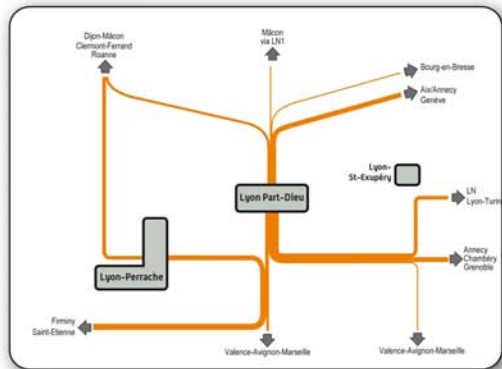 Dijon-Mâcon
Clermont-Ferrand
Roanne
Mâcon
via LN1
Bourg-en-Bresse
Aix/Annecy
Genève
Lyon-
St-Exupéry
Lyon Part-Dieu
LN
Lyon-Turin
Annecy
Chambéry
Grenoble
Lyon-Perrache
Firminy
Saint-Etienne
Valence-Avignon-Marseille
Valence-Avignon-Marseille